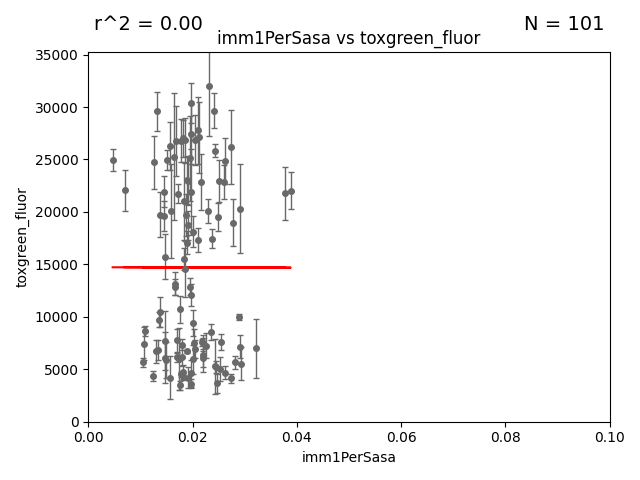 r^2 = 0.00
N = 101
imm1PerSasa vs toxgreen_fluor
35000
30000
25000
20000
15000
10000
5000
0
toxgreen_fluor
0.00
0.02
0.04
0.06
0.08
0.10
imm1PerSasa